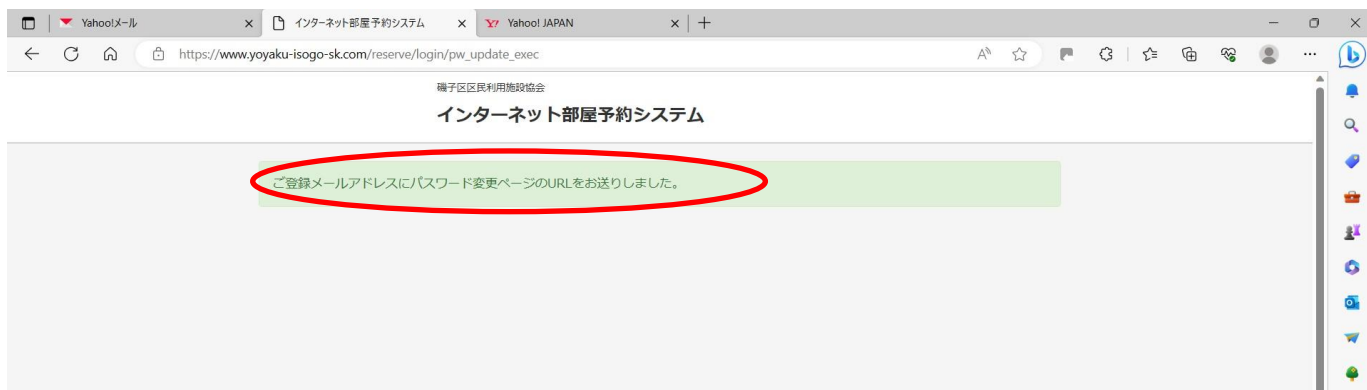 Yahoo!メール
インターネット部屋予約システム
Yahoo! JAPAN
https://www.yoyaku-isogo-sk.com/reserve/login/pw_update_exec
磯子区区民利用施設協会
インターネット部屋予約システム
ご登録メールアドレスにパスワード変更ページのURLをお送りしました。